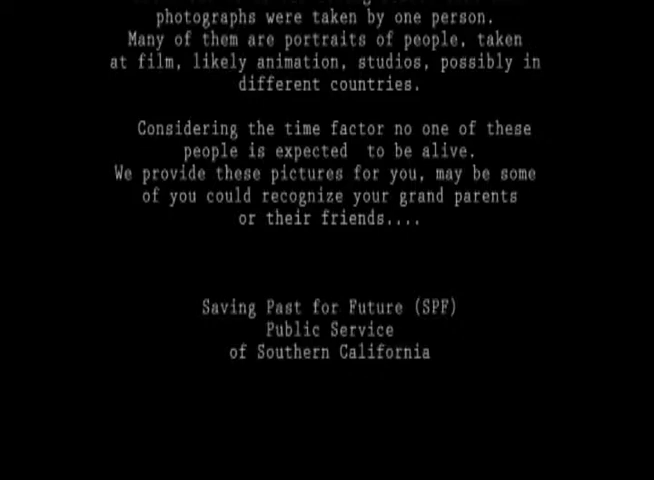 photographs were taken by one person.
Many of them are portraits of people, taken
at film, likely animation, studios, possibly in
different countries.
Considering the time factor no one of these
people is expected to be alive.
We provide these pictures for you, may be some
of you could recognize your grand parents
or their friends....
Saving Past for Future (SPF)
Public Service
of Southern California